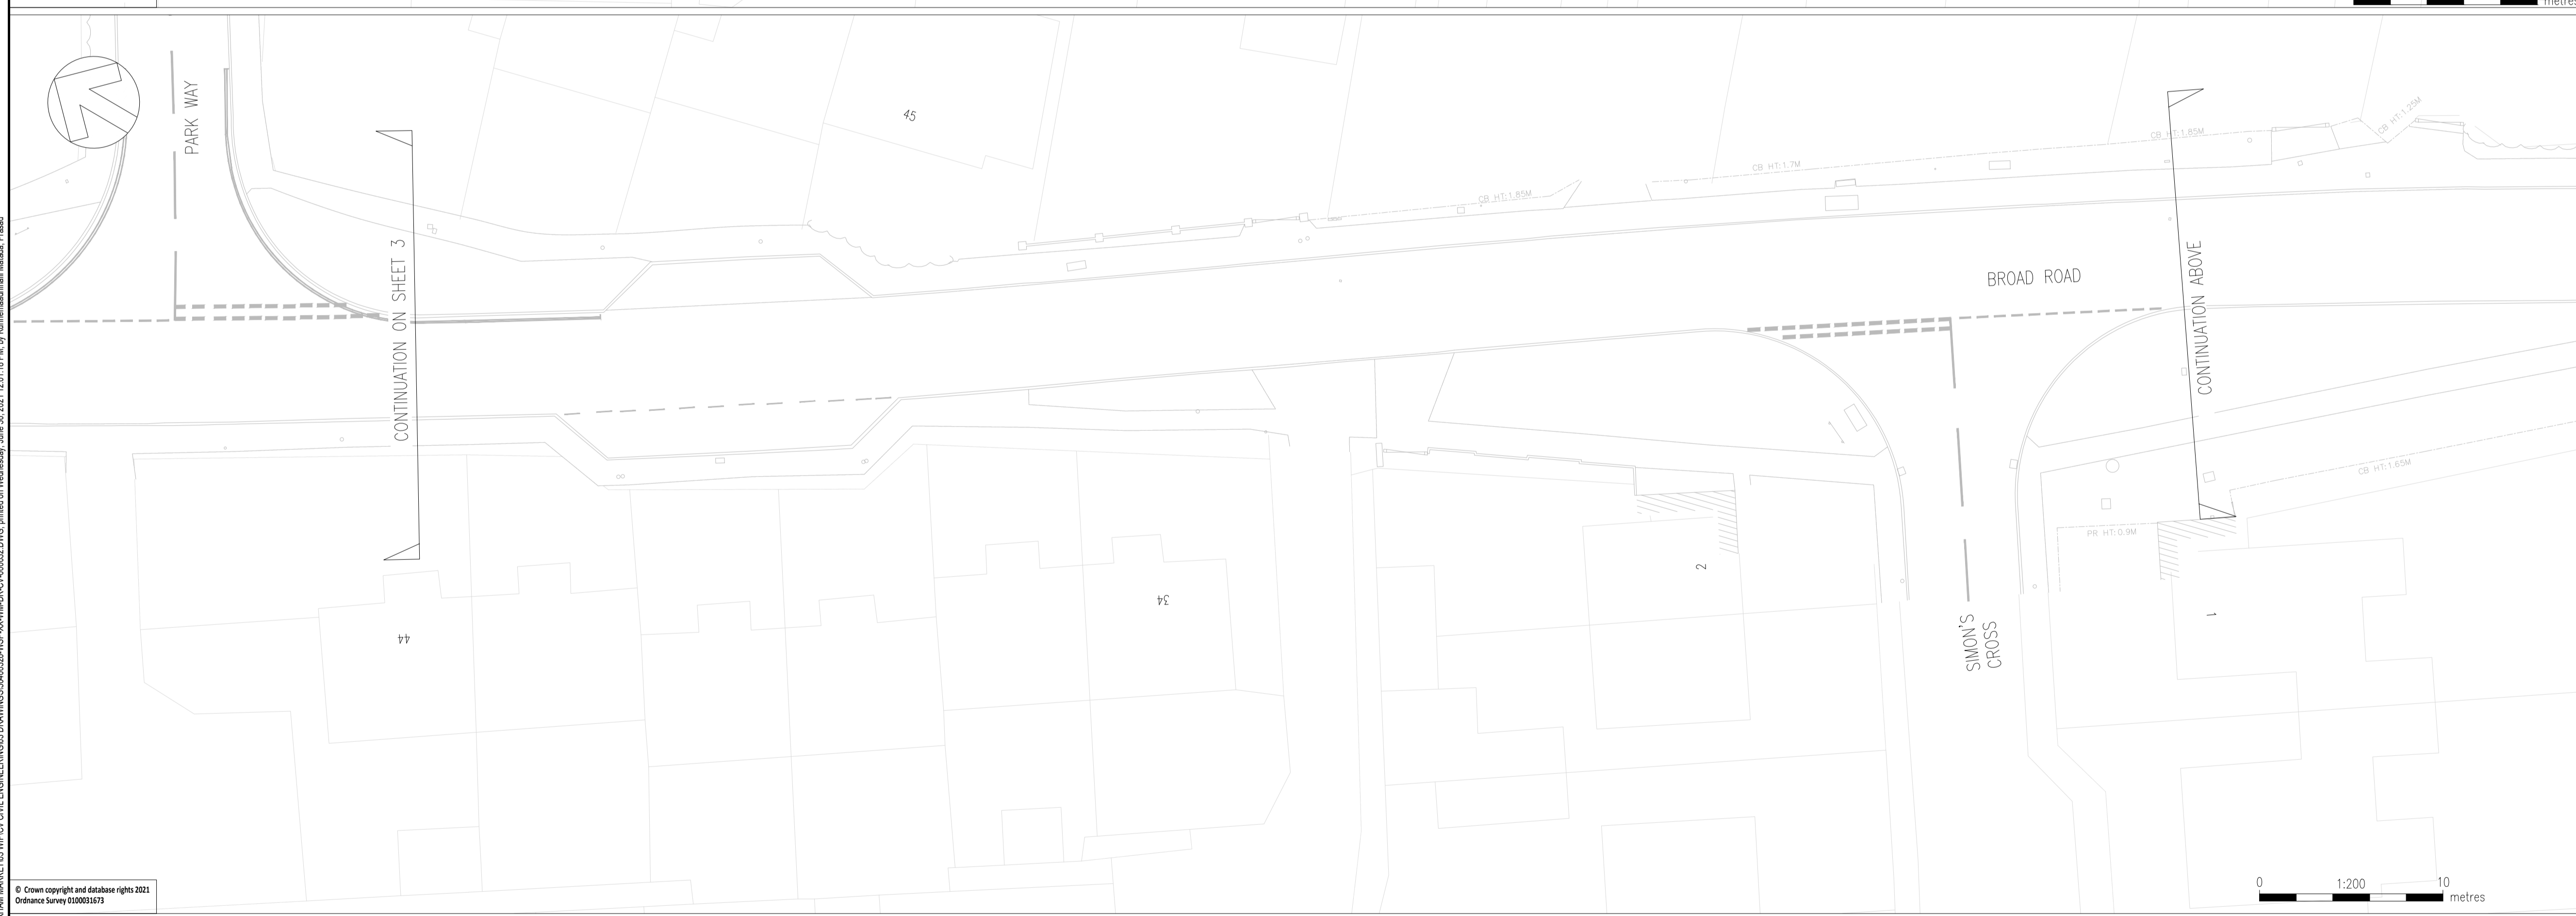 metres
PARK WAY
45
CB HT:1.25M
CB HT:1.85M
CB HT:1.7M
CB HT:1.85M
CONTINUATION ON SHEET 3
BROAD ROAD
CONTINUATION ABOVE
CB HT:1.65M
PR HT:0.9M
2
34
44
1
SIMON'S
CROSS
© Crown copyright and database rights 2021
Ordnance Survey 0100031673
0 1:200 10
metres